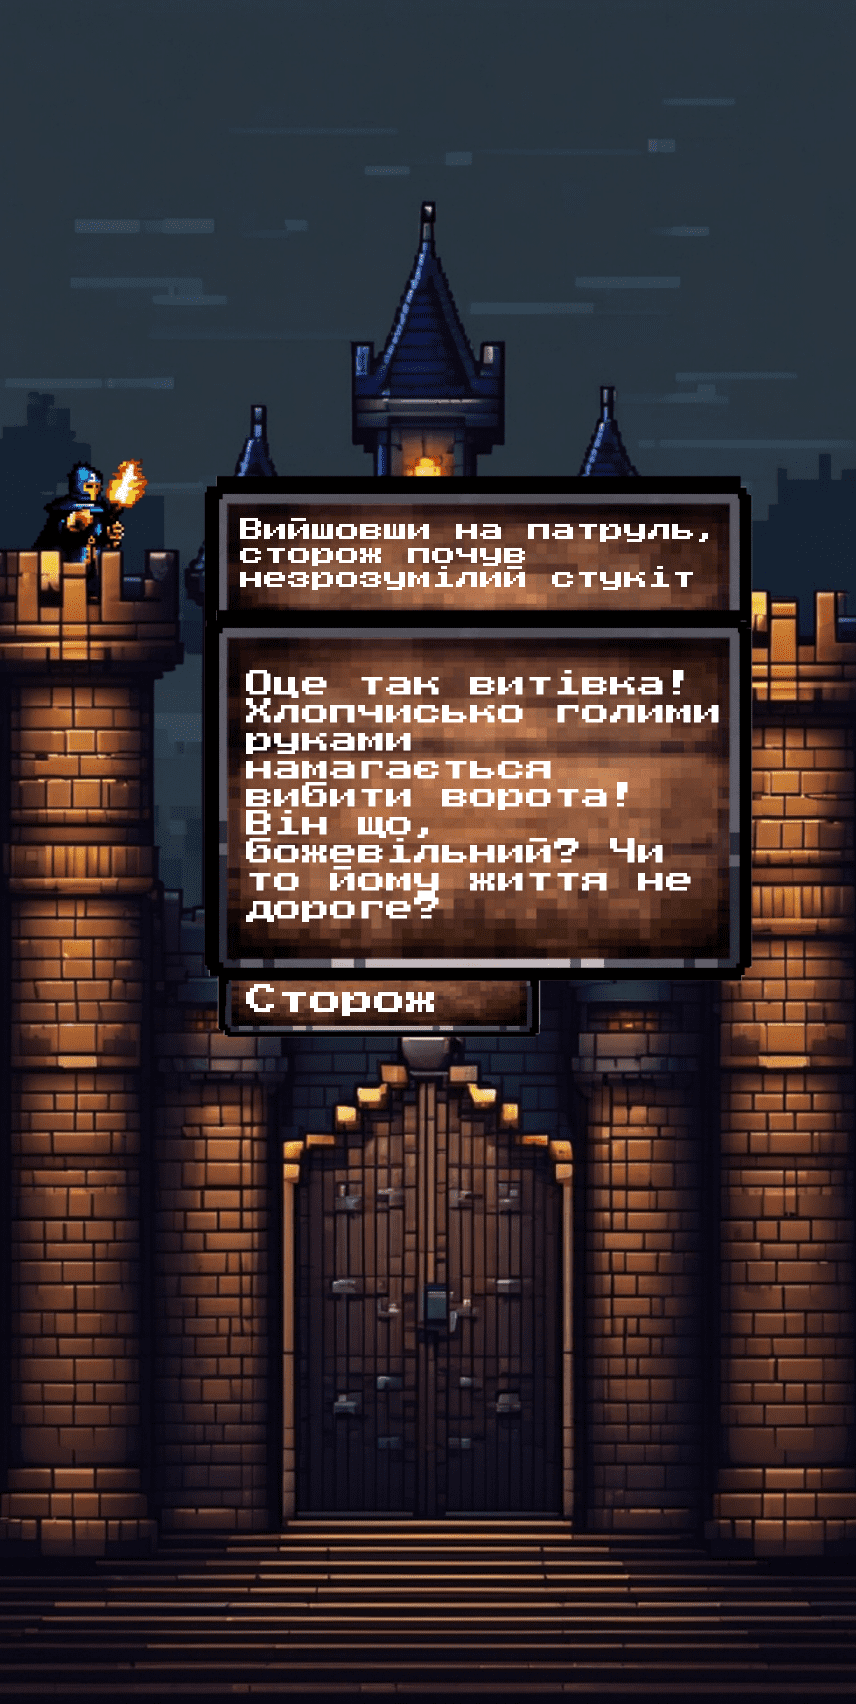 Вийшовши на патруль,
сторож почув
незрозумілий стукіт
Оце так витівка!
Хлопчисько голими
руками
намагається
вибити ворота!
Він що,
божевільний? Чи
то йому життя не
дороге?
Сторож